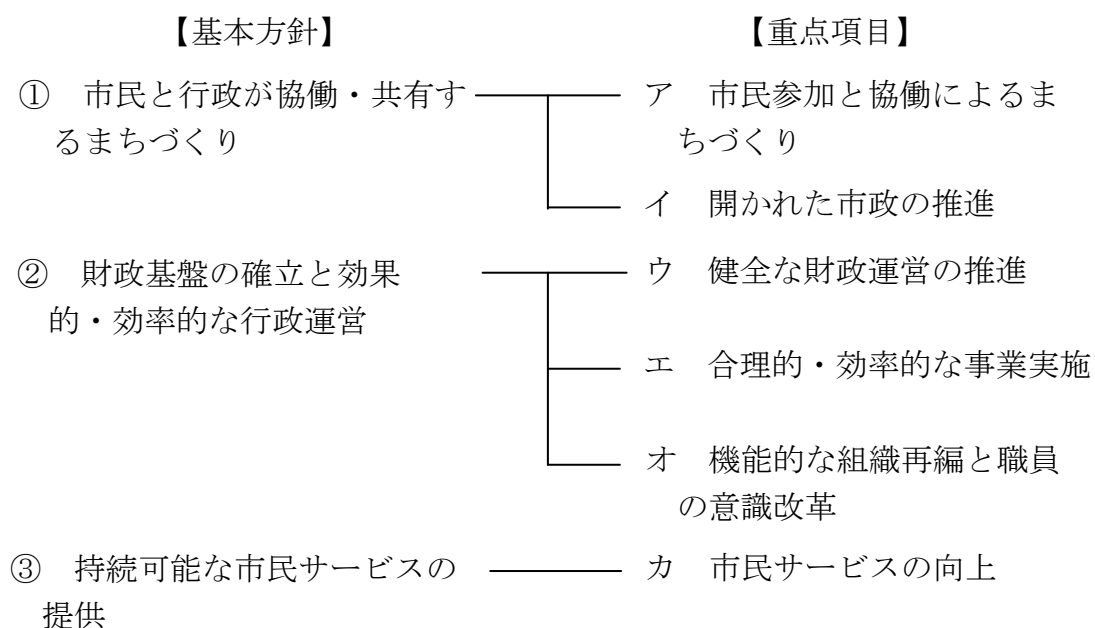 【基本方針】 【重点項目】
① 市民と行政が協働・共有す
るまちづくり
ア 市民参加と協働によるま
ちづくり
イ 開かれた市政の推進
② 財政基盤の確立と効果
的・効率的な行政運営
ウ 健全な財政運営の推進
エ 合理的・効率的な事業実施
オ 機能的な組織再編と職員
の意識改革
③ 持続可能な市民サービスの
提供
カ 市民サービスの向上